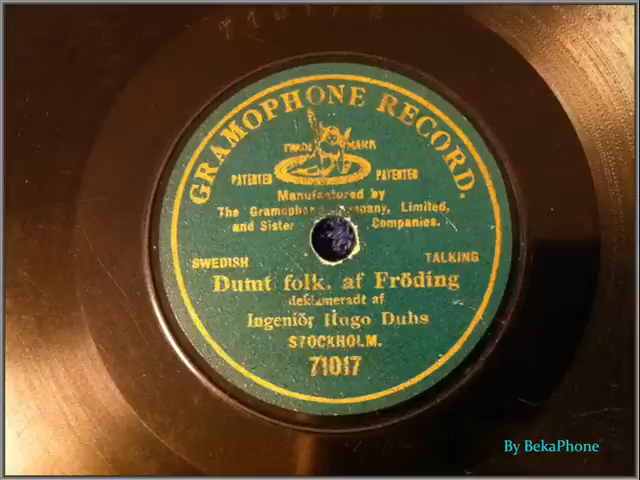 GRAMOPHONE RECORD.
TRADE MARK
PATENTED PATENTED
Manufactured by
The Gramophone Company, Limited,
and Sister Companies.
SWEDISH TALKING
Dumt folk. af Fröding
deklameradt af
Ingeniör Hugo Duhs
STOCKHOLM.
71017
By BekaPhone